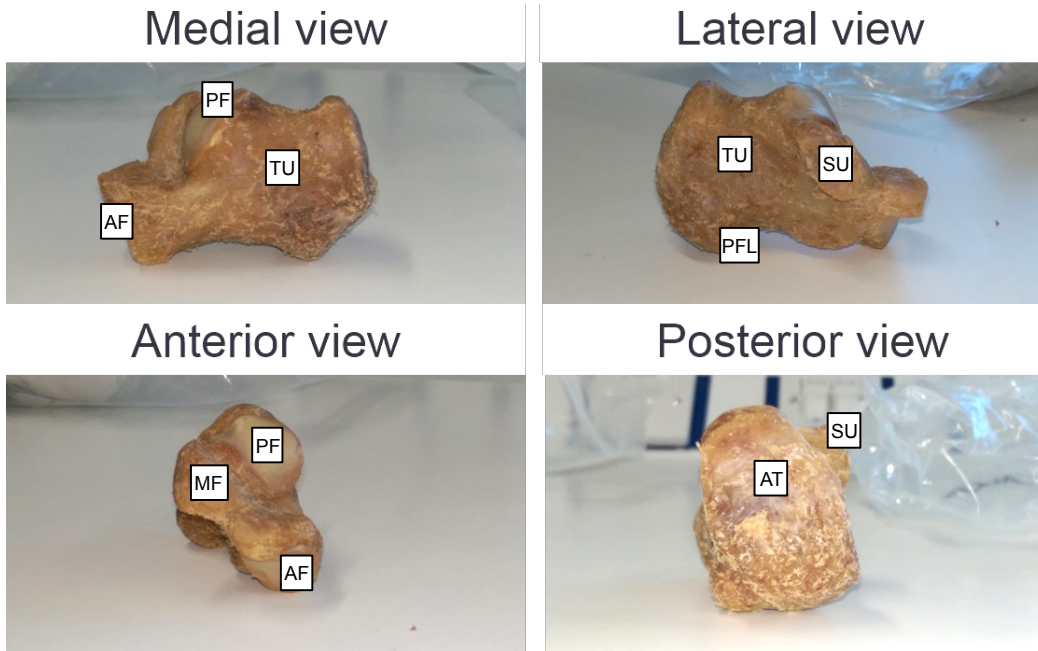 Medial view
PF
TU
AF
Lateral view
TU
SU
PFL
Anterior view
PF
MF
AF
Posterior view
SU
AT